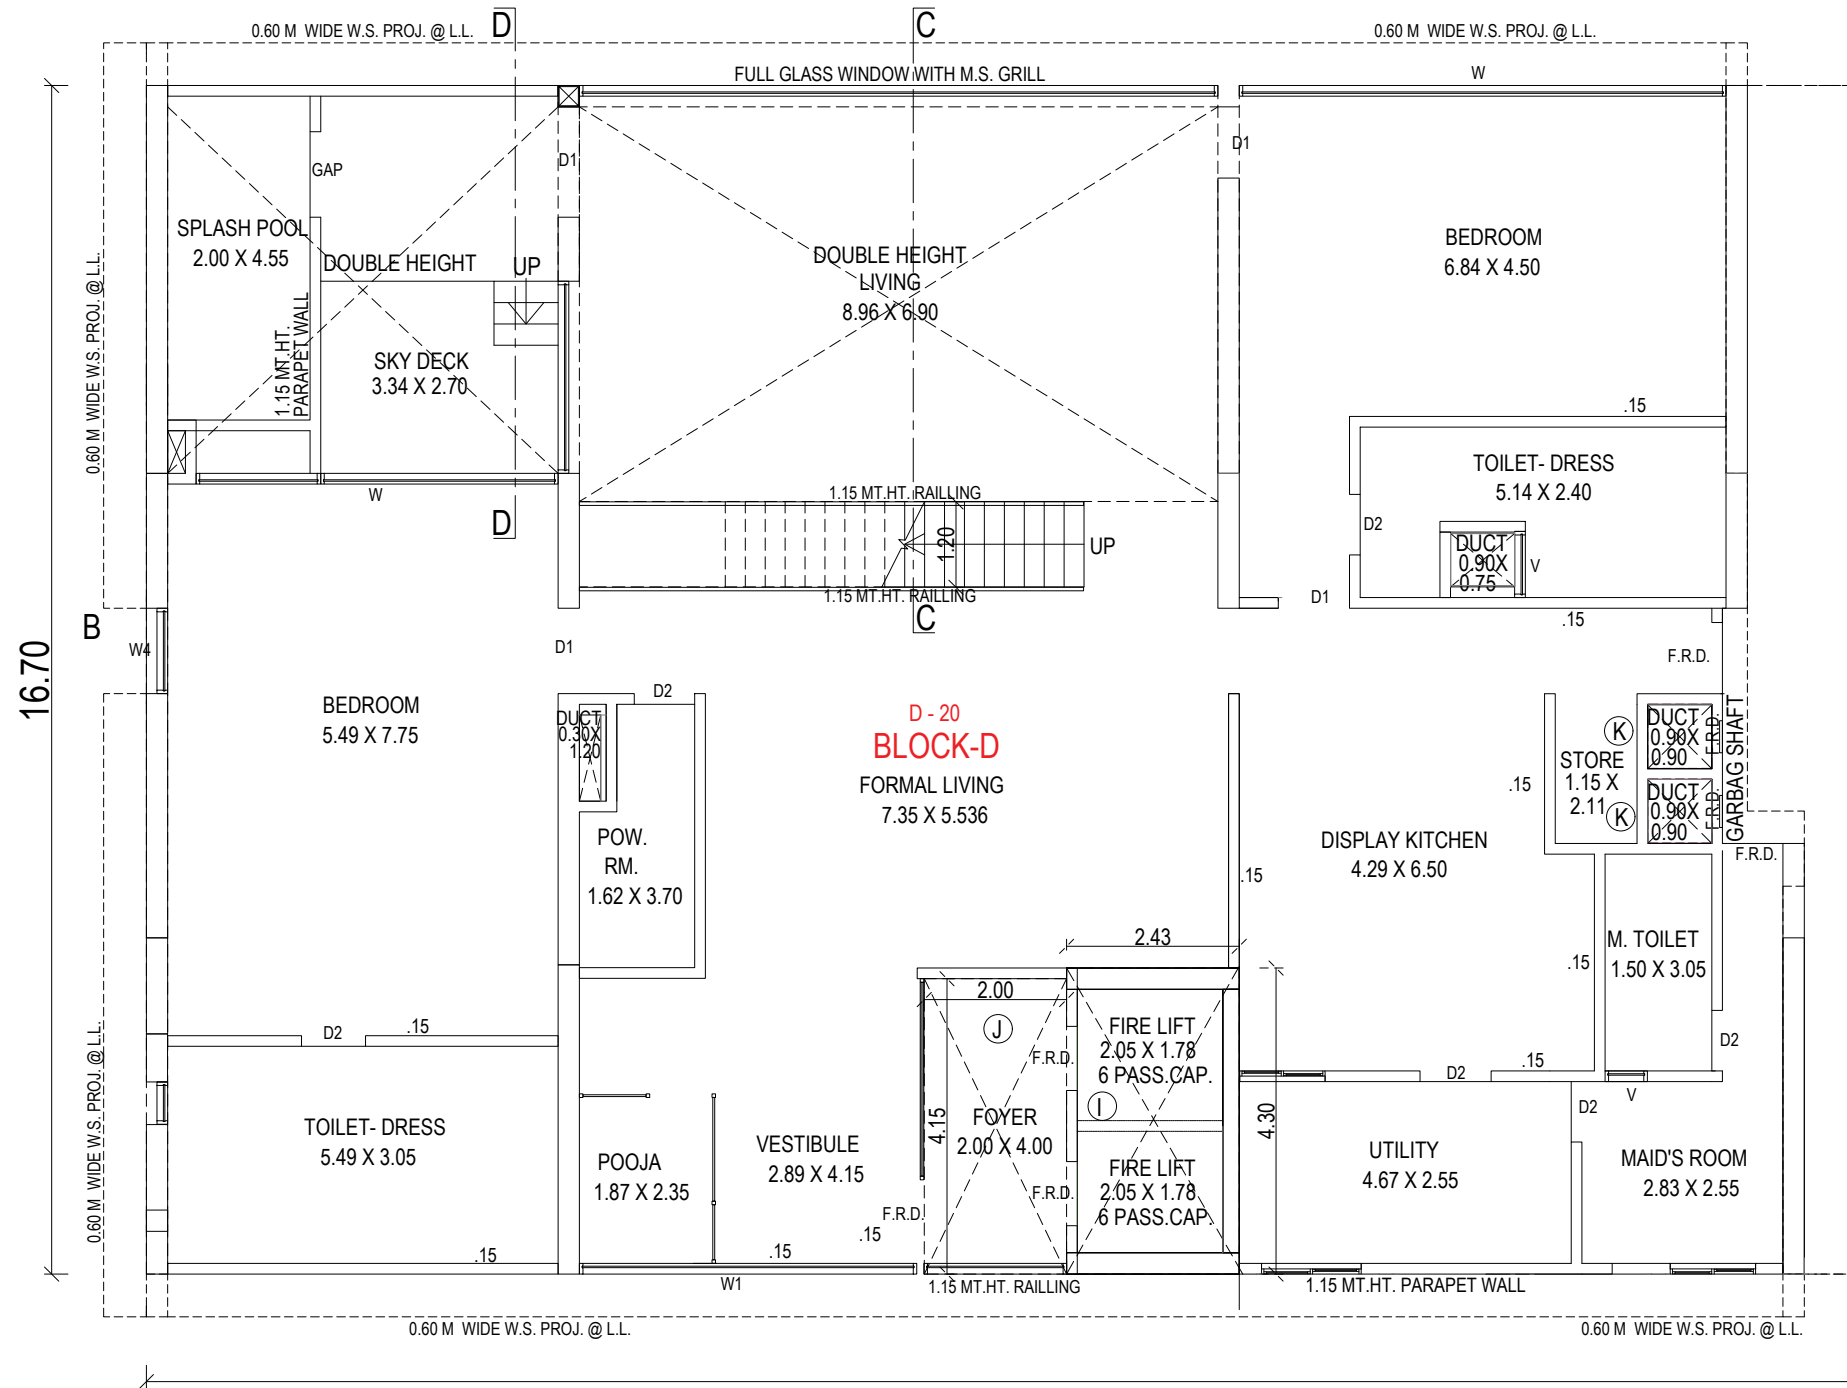 0.60 M WIDE W.S. PROJ. @ L.L.
D
C
0.60 M WIDE W.S. PROJ. @ L.L.
FULL GLASS WINDOW WITH M.S. GRILL
W
D1
D1
GAP
SPLASH POOL
2.00 X 4.55
DOUBLE HEIGHT
UP
DOUBLE HEIGHT
LIVING
8.96 X 6.90
BEDROOM
6.84 X 4.50
0.60 M WIDE W.S. PROJ. @ L.L.
1.15 MT.HT.
PARAPET WALL
SKY DECK
3.34 X 2.70
.15
TOILET- DRESS
5.14 X 2.40
W
1.15 MT.HT. RAILLING
D
D2
1.20
UP
DUCT
0.90X
0.75
V
1.15 MT.HT. RAILLING
D1
C
.15
B
W4
D1
F.R.D.
16.70
BEDROOM
5.49 X 7.75
D2
DUCT
0.30X
1.20
D - 20
BLOCK-D
FORMAL LIVING
7.35 X 5.536
K
DUCT
0.90X
0.90
F.R.D.
GARBAG SHAFT
STORE
1.15 X
2.11
K
DUCT
0.90X
0.90
F.R.D.
.15
POW.
RM.
1.62 X 3.70
DISPLAY KITCHEN
4.29 X 6.50
F.R.D.
.15
2.43
M. TOILET
1.50 X 3.05
.15
2.00
J
FIRE LIFT
2.05 X 1.78
6 PASS.CAP.
F.R.D.
D2
.15
D2
.15
D2
V
D2
I
0.60 M WIDE W.S. PROJ. @ L.L.
TOILET- DRESS
5.49 X 3.05
4.15
FOYER
2.00 X 4.00
4.30
POOJA
1.87 X 2.35
VESTIBULE
2.89 X 4.15
FIRE LIFT
2.05 X 1.78
6 PASS.CAP.
F.R.D.
UTILITY
4.67 X 2.55
MAID'S ROOM
2.83 X 2.55
F.R.D.
.15
.15
.15
W1
1.15 MT.HT. RAILLING
1.15 MT.HT. PARAPET WALL
0.60 M WIDE W.S. PROJ. @ L.L.
0.60 M WIDE W.S. PROJ. @ L.L.